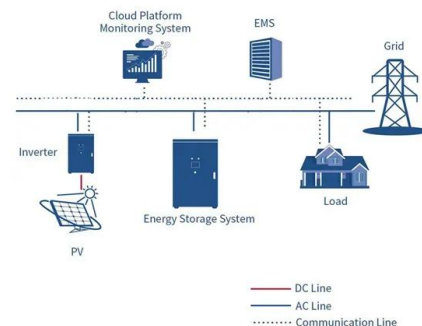 Cloud Platform
Monitoring System
EMS
Grid
Inverter
Energy Storage System
Load
PV
DC Line
AC Line
Communication Line